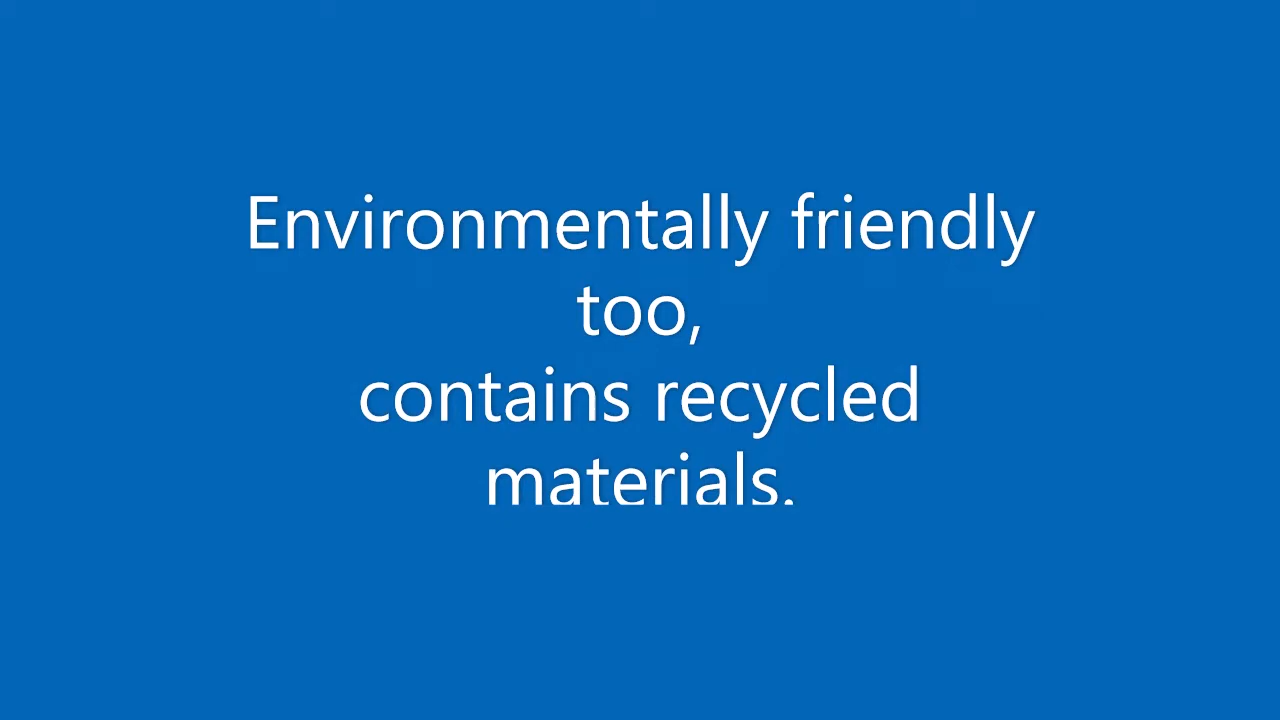 Environmentally friendly
too,
contains recycled
materials.